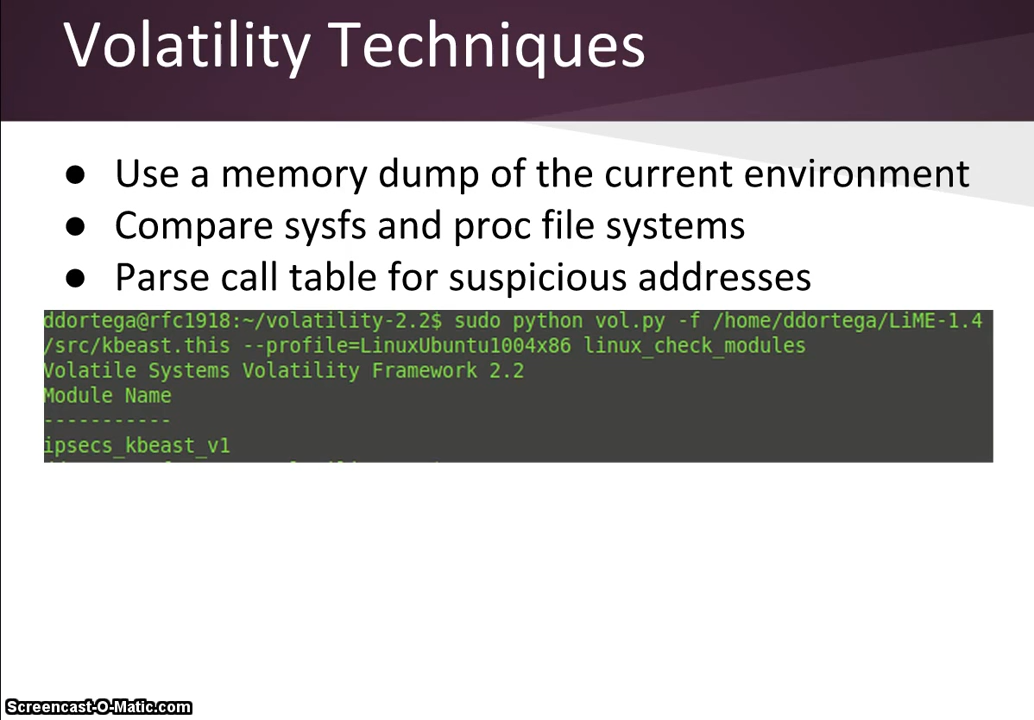 Volatility Techniques
● Use a memory dump of the current environment
● Compare sysfs and proc file systems
● Parse call table for suspicious addresses
ddortega@rfc1918:~/volatility-2.2$ sudo python vol.py -f /home/ddortega/LiME-1.4
/src/kbeast.this --profile=LinuxUbuntu1004x86 linux_check_modules
Volatile Systems Volatility Framework 2.2
Module Name
-----------
ipsecs_kbeast_v1
Screencast-O-Matic.com